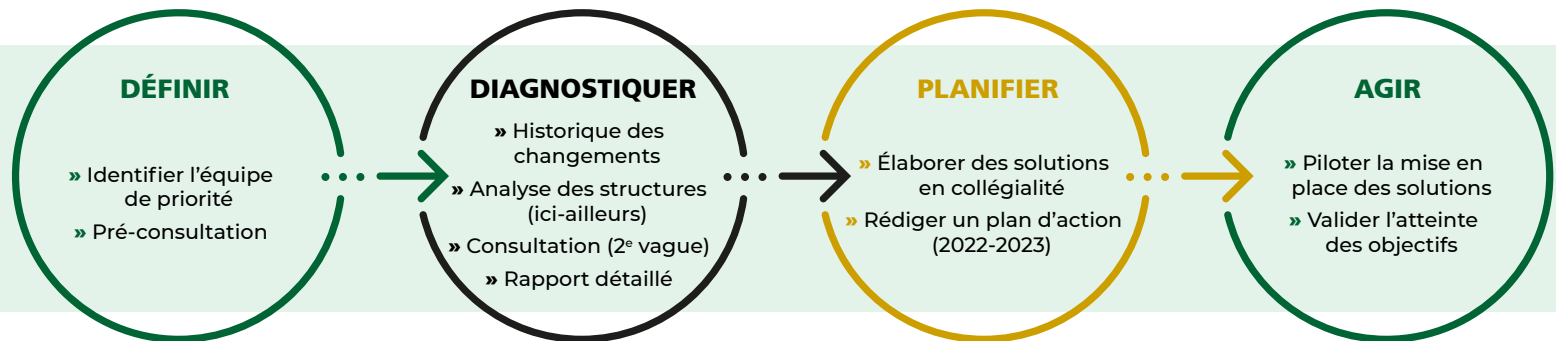 DÉFINIR
» Identifier l’équipe
de priorité
» Pré-consultation
DIAGNOSTIQUER
» Historique des
changements
» Analyse des structures
(ici-ailleurs)
» Consultation (2e vague)
» Rapport détaillé
PLANIFIER
» Élaborer des solutions
en collégialité
» Rédiger un plan d’action
(2022-2023)
AGIR
» Piloter la mise en
place des solutions
» Valider l’atteinte
des objectifs